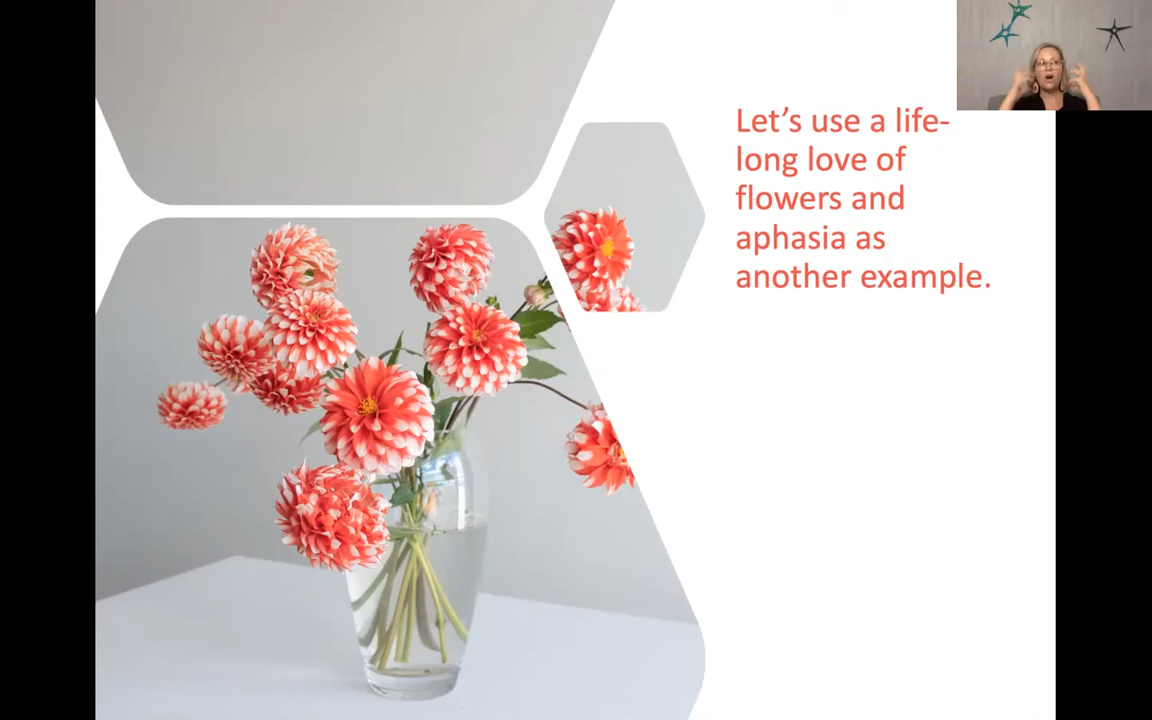 Let’s use a life-
long love of
flowers and
aphasia as
another example.